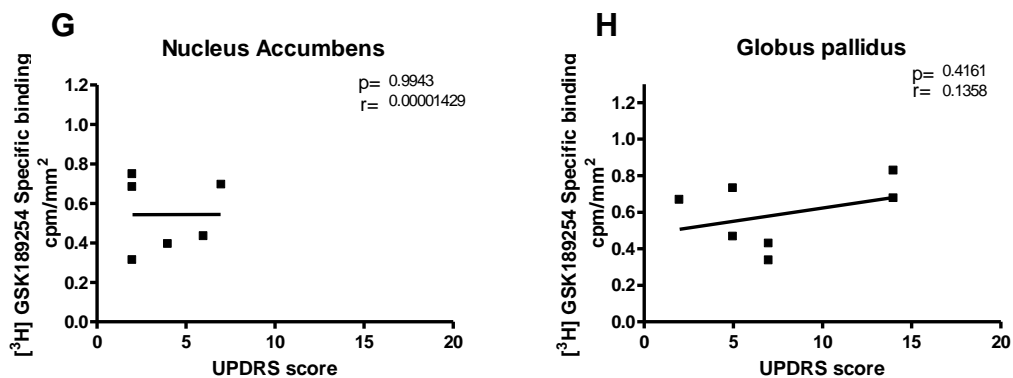 G
Nucleus Accumbens
p= 0.9943
r= 0.00001429
[³H] GSK189254 Specific binding
cpm/mm²
1.2
1.0
0.8
0.6
0.4
0.2
0.0
0 5 10 15 20
UPDRS score
H
Globus pallidus
p= 0.4161
r= 0.1358
[³H] GSK189254 Specific binding
cpm/mm²
1.2
1.0
0.8
0.6
0.4
0.2
0.0
0 5 10 15 20
UPDRS score